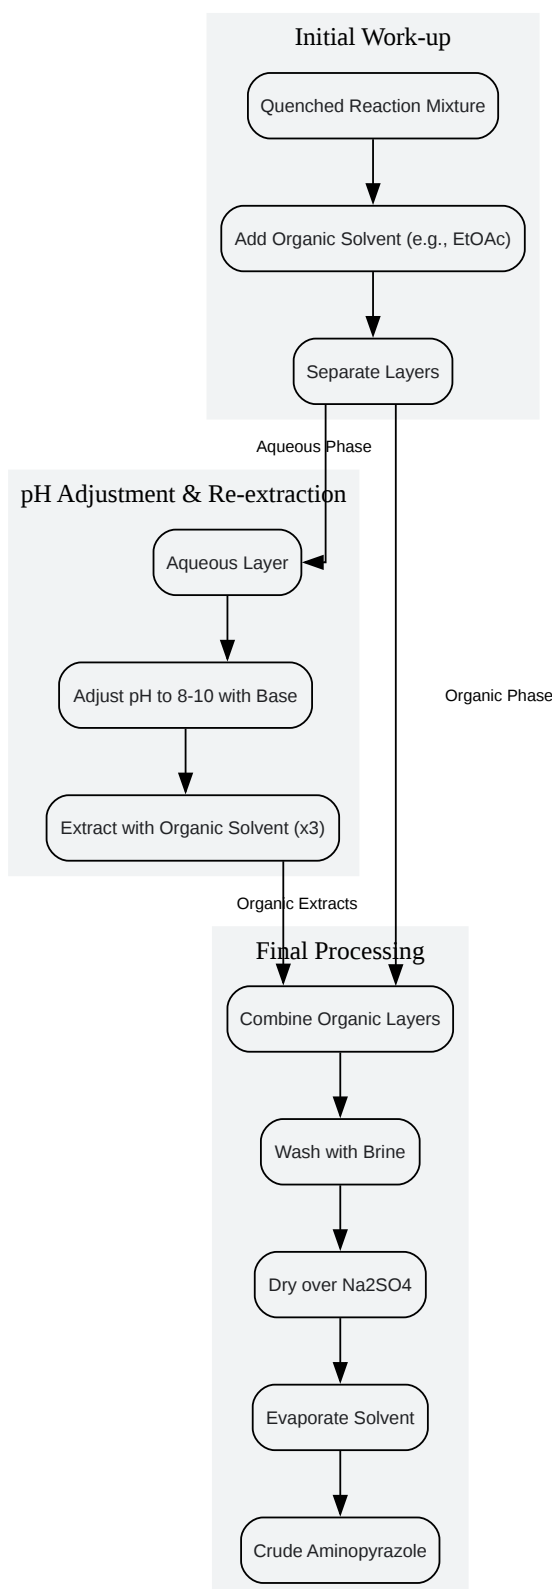 Initial Work-up
Quenched Reaction Mixture
Add Organic Solvent (e.g., EtOAc)
Separate Layers
Aqueous Phase
pH Adjustment & Re-extraction
Aqueous Layer
Adjust pH to 8-10 with Base
Organic Phase
Extract with Organic Solvent (x3)
Organic Extracts
Final Processing
Combine Organic Layers
Wash with Brine
Dry over Na2SO4
Evaporate Solvent
Crude Aminopyrazole